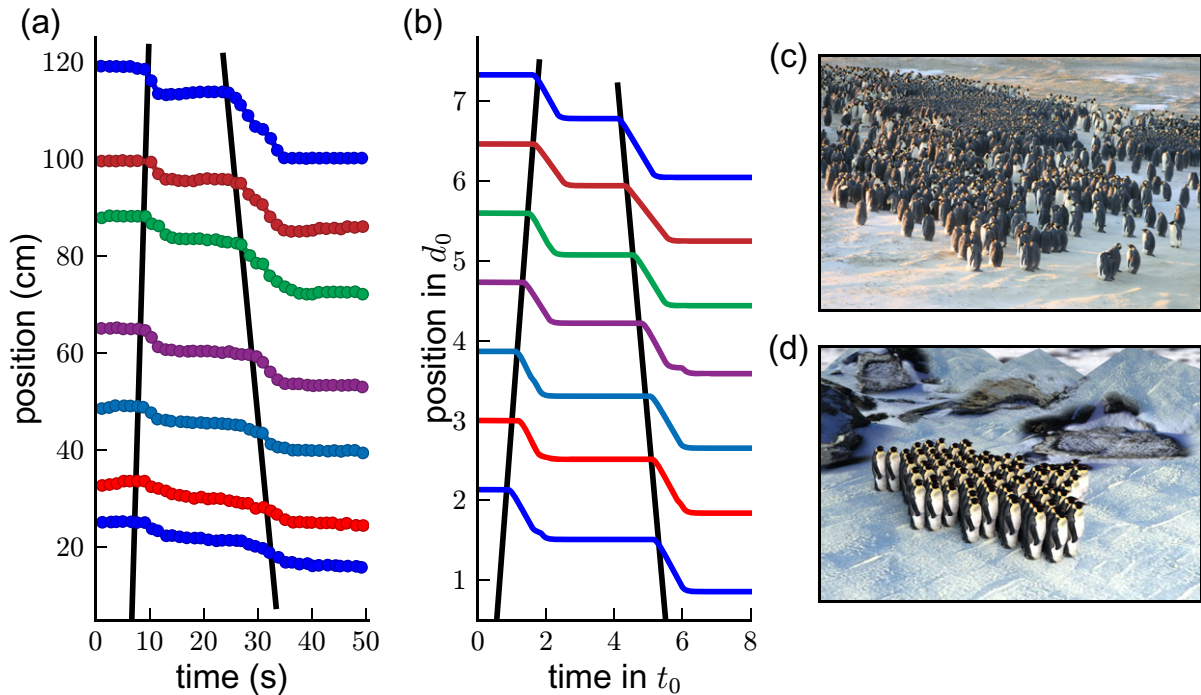 (a)
position (cm)
120
100
80
60
40
20
0 10 20 30 40 50
time (s)
(b)
position in d₀
7
6
5
4
3
2
1
0 2 4 6 8
time in t₀
(c)
(d)